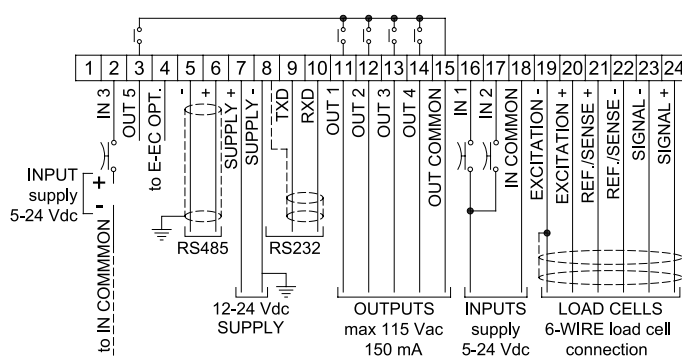 1 2 3 4 5 6 7 8 9 10 11 12 13 14 15 16 17 18 19 20 21 22 23 24
IN 3
OUT 5
to E-EC OPT.
-
+
SUPPLY +
SUPPLY -
TXD
RXD
OUT 1
OUT 2
OUT 3
OUT 4
OUT COMMON
IN 1
IN 2
IN COMMON
EXCITATION -
EXCITATION +
REF./SENSE +
REF./SENSE -
SIGNAL -
SIGNAL +
INPUT
supply
5-24 Vdc
+
-
to IN COMMMON
RS485
RS232
12-24 Vdc
SUPPLY
OUTPUTS
max 115 Vac
150 mA
INPUTS
supply
5-24 Vdc
LOAD CELLS
6-WIRE load cell
connection